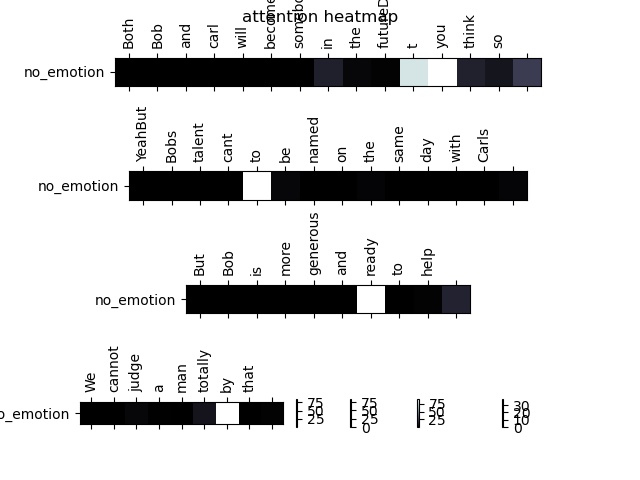 attention heatmap
Both Bob and carl will become in the t you think so
no_emotion
YeahBut Bobs talent cant to be named on the same day with Carls
no_emotion
But Bob is more generous and ready to help
no_emotion
We cannot judge a man totally by that
o_emotion
75 75 75 30
50 50 50 20
25 25 25 10
0 0